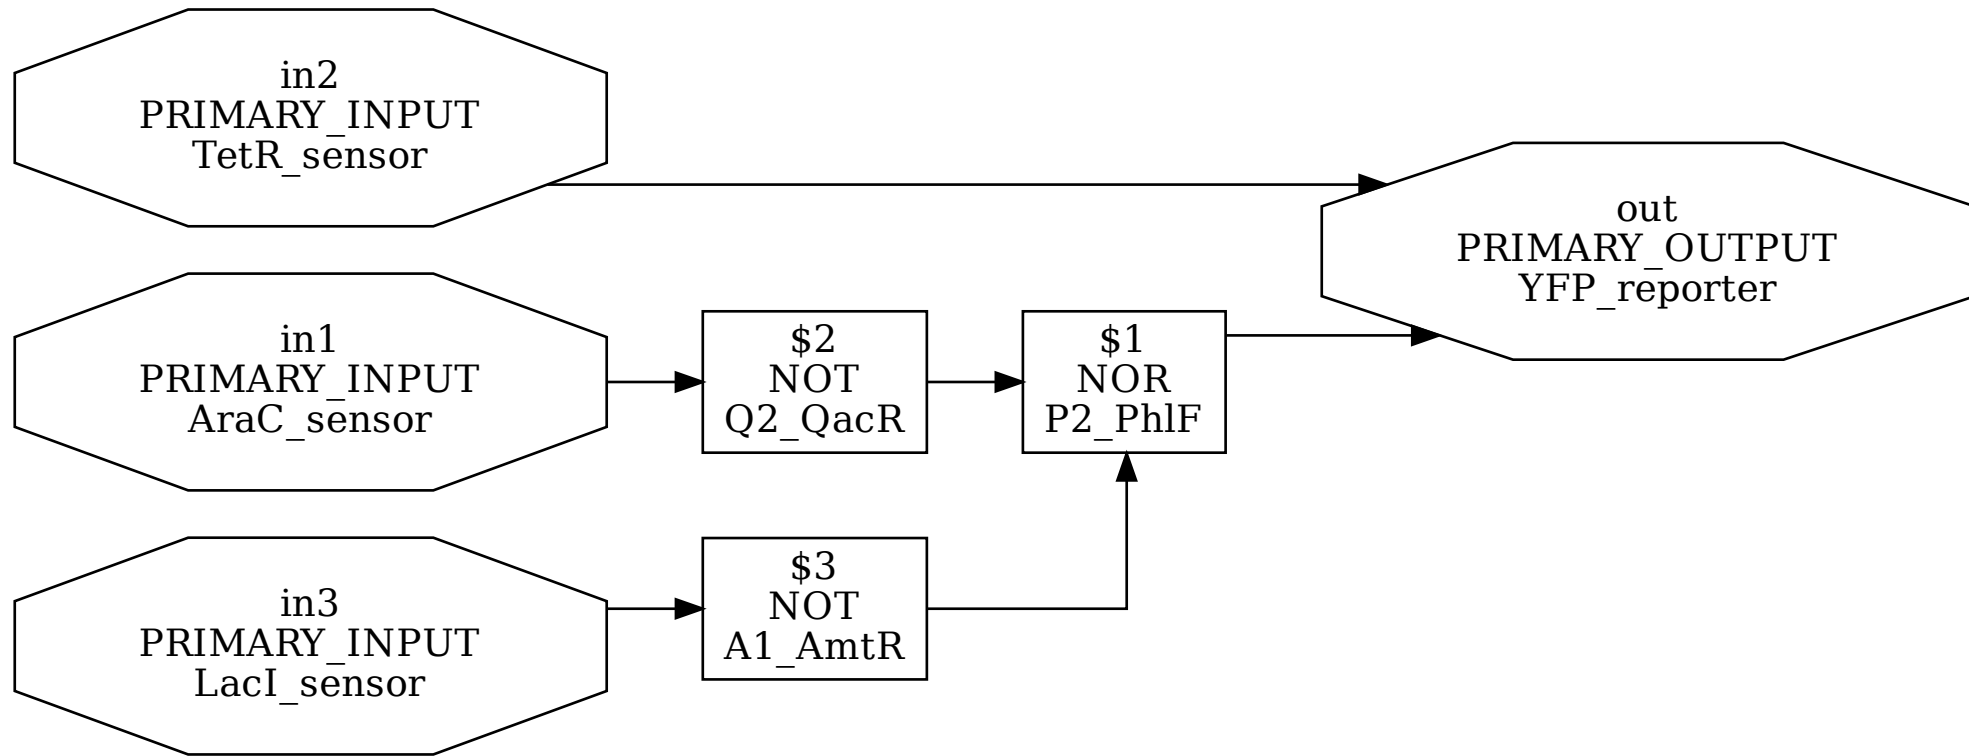 in2
PRIMARY_INPUT
TetR_sensor
out
PRIMARY_OUTPUT
YFP_reporter
in1
PRIMARY_INPUT
AraC_sensor
$2
NOT
Q2_QacR
$1
NOR
P2_PhlF
in3
PRIMARY_INPUT
LacI_sensor
$3
NOT
A1_AmtR